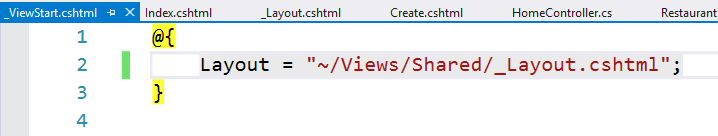 _ViewStart.cshtml Index.cshtml _Layout.cshtml Create.cshtml HomeController.cs Restaurant
1 @{
2 Layout = "~/Views/Shared/_Layout.cshtml";
3 }
4